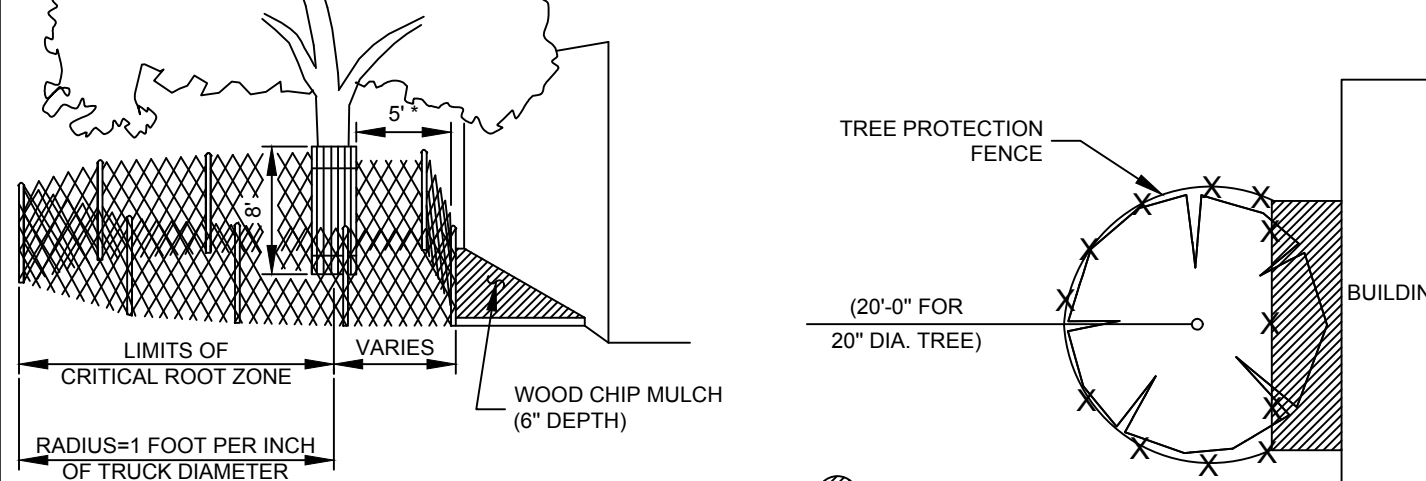 5' *
8'
LIMITS OF
CRITICAL ROOT ZONE
VARIES
WOOD CHIP MULCH
(6" DEPTH)
RADIUS=1 FOOT PER INCH
OF TRUCK DIAMETER
TREE PROTECTION
FENCE
(20'-0" FOR
20" DIA. TREE)
BUILDIN